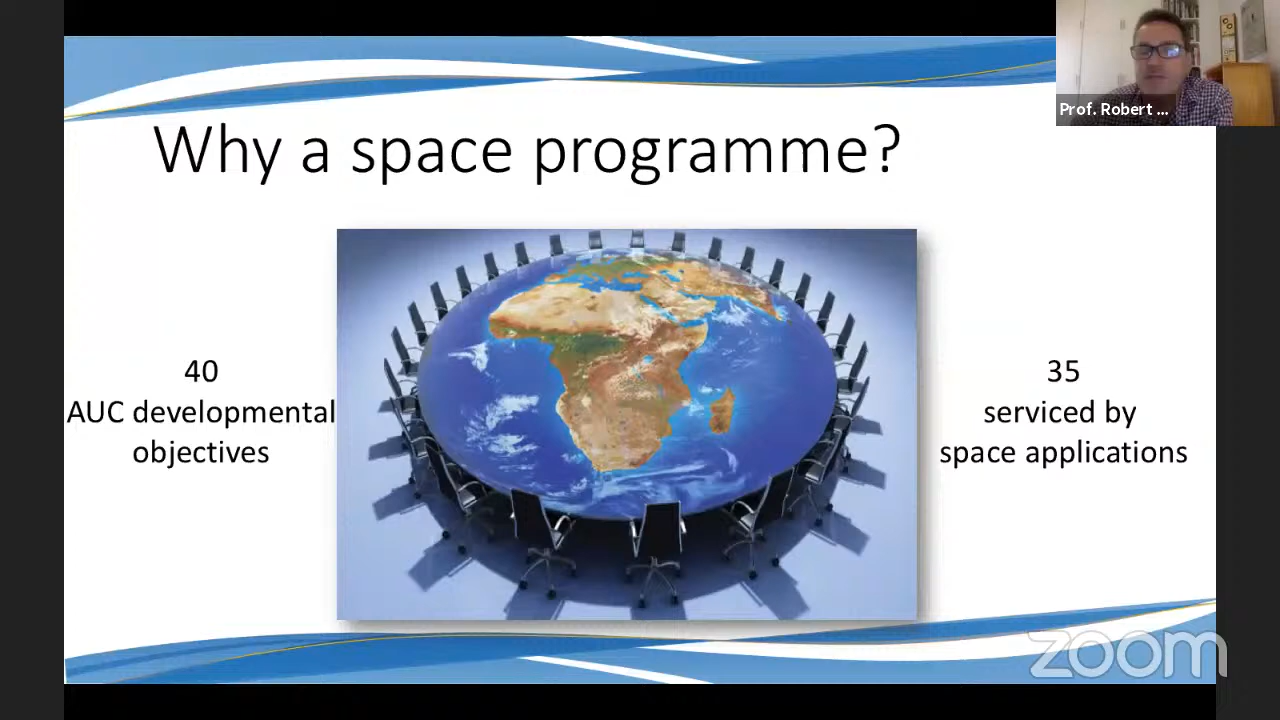 Prof. Robert ...
Why a space programme?
40
AUC developmental
objectives
35
serviced by
space applications
zoom